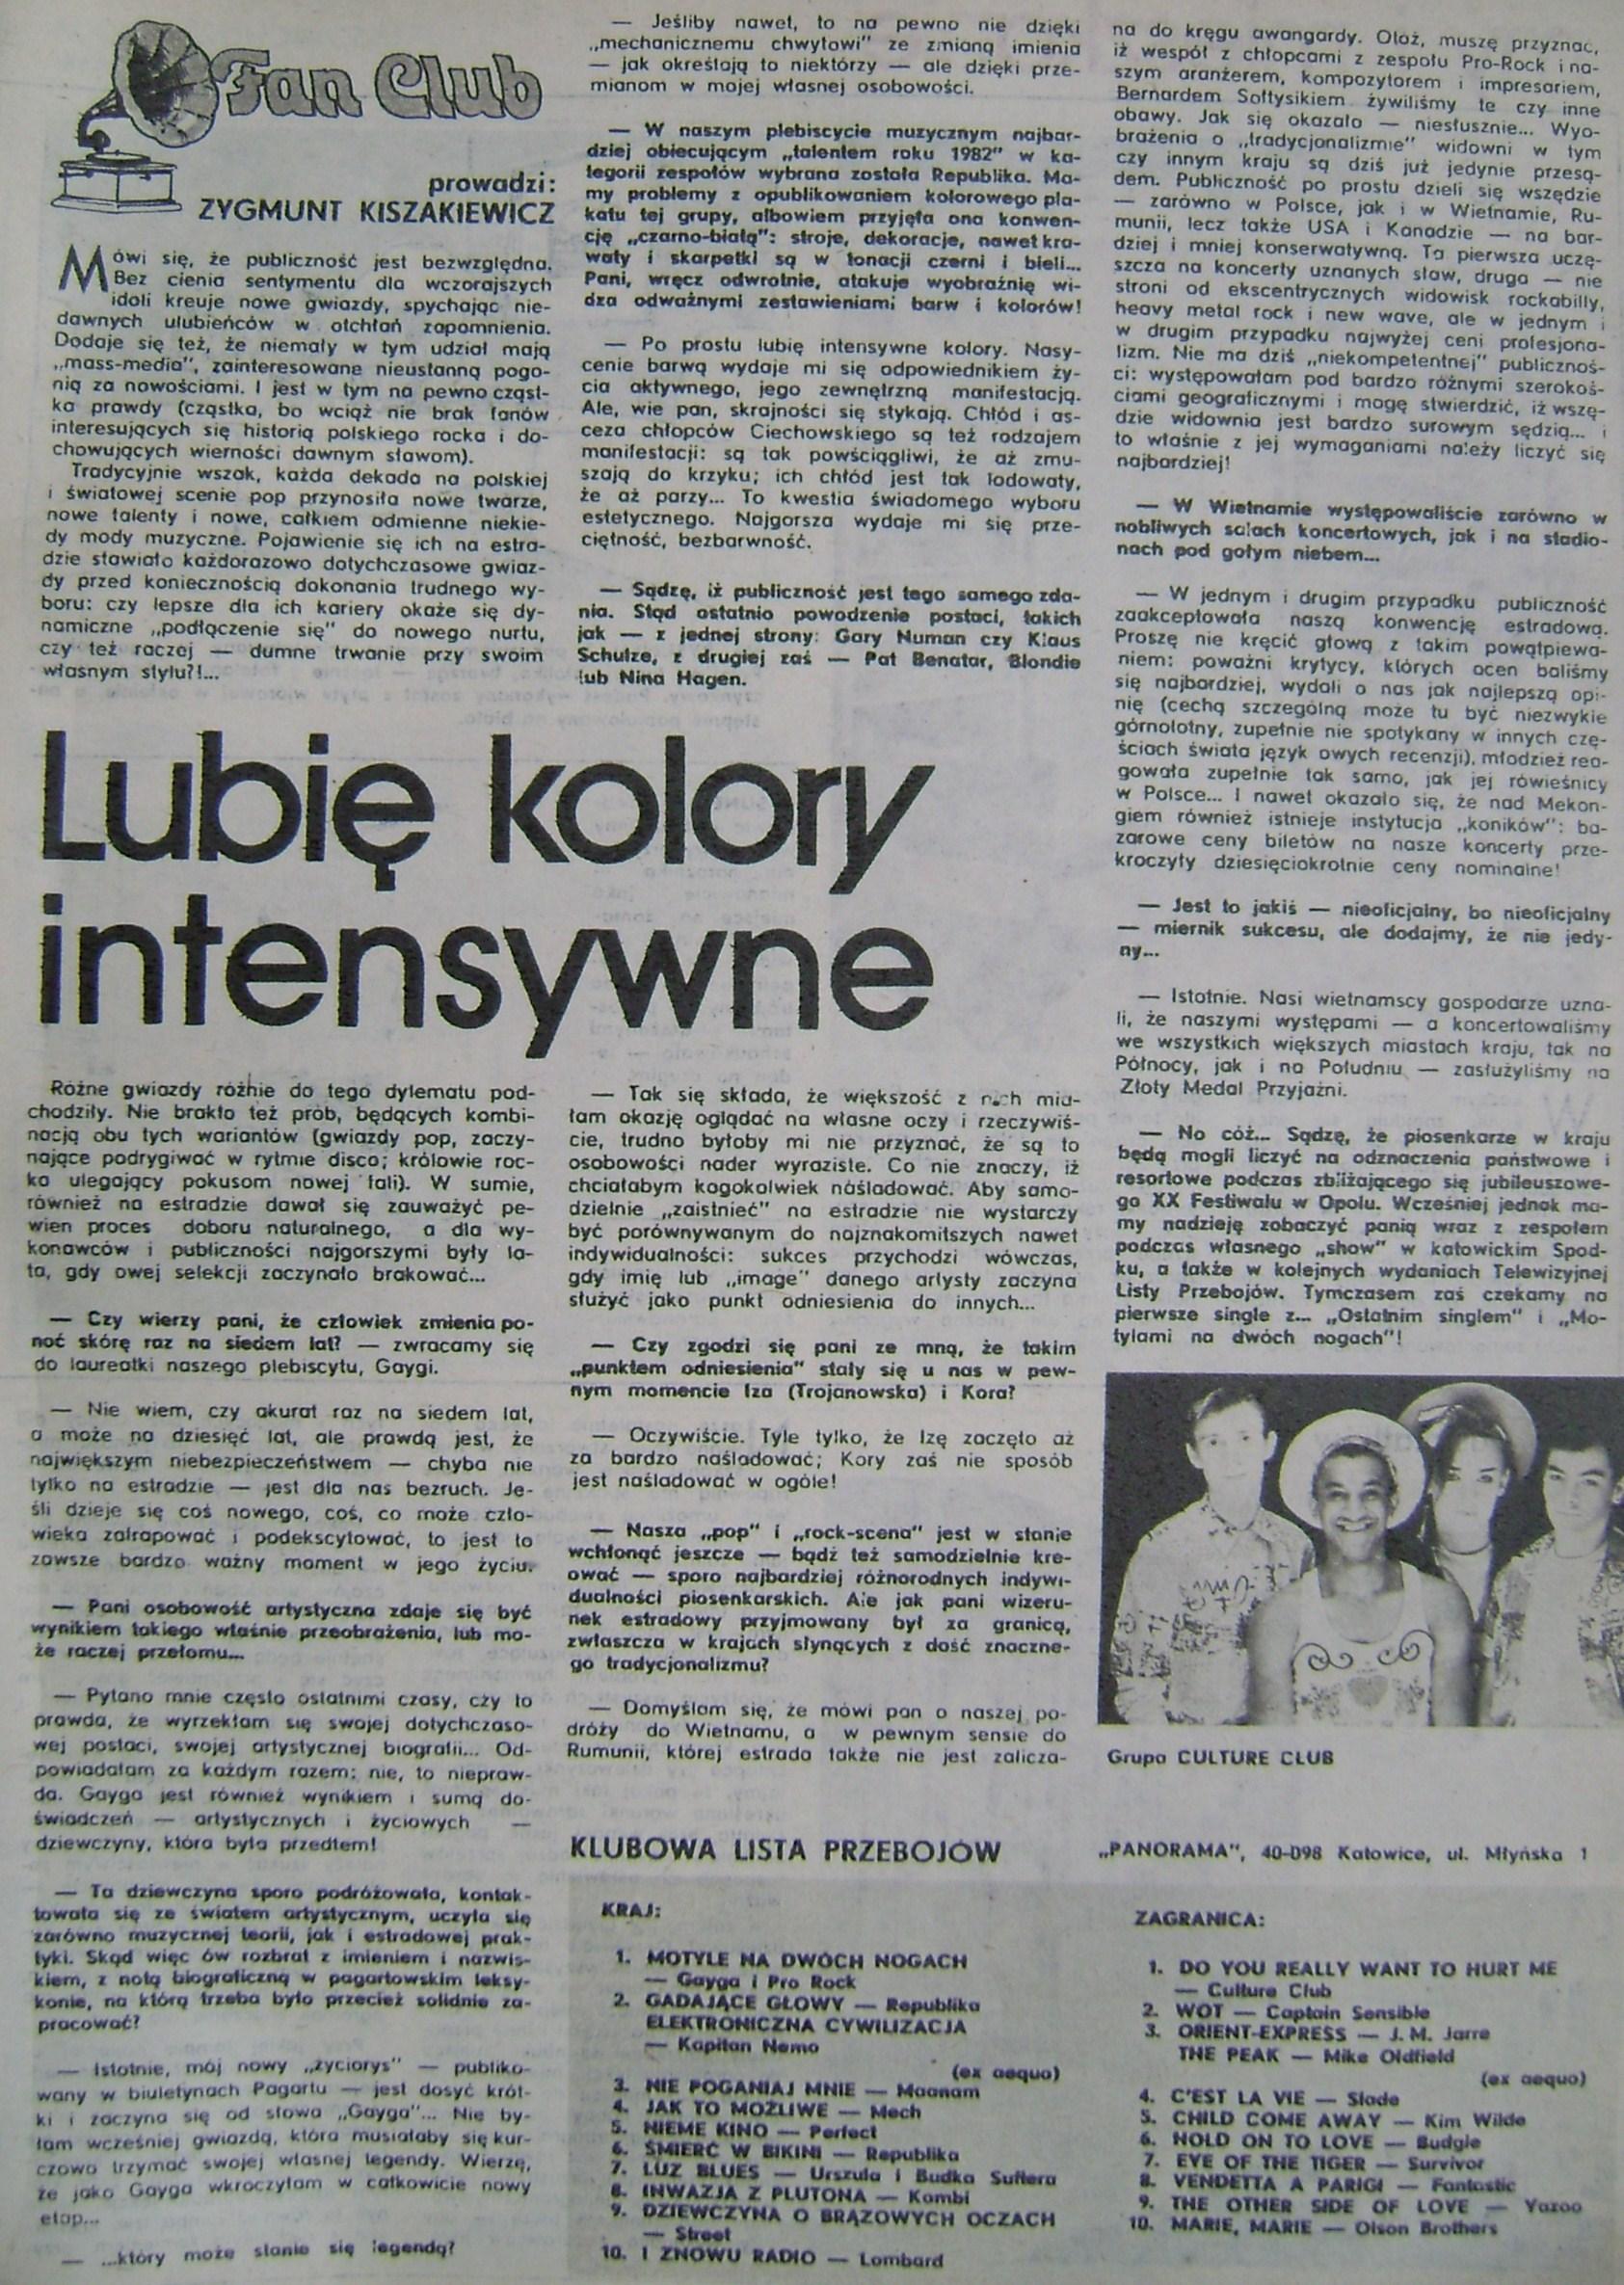 Fan Club
prowadzi:
ZYGMUNT KISZAKIEWICZ
Mówi się, że publiczność jest bezwzględna.
Bez cienia sentymentu dla wczorajszych
idoli kreuje nowe gwiazdy, spychając nie-
dawnych ulubieńców w otchłań zapomnienia.
Dodaje się też, że niemały w tym udział mają
„mass-media", zainteresowane nieustanną pogo-
nią za nowościami. I jest w tym na pewno cząst-
ka prawdy (cząstka, bo wciąż nie brak fanów
interesujących się historią polskiego rocka i do-
chowujących wierności dawnym sławom).
Tradycyjnie wszak, każda dekada na polskiej
i światowej scenie pop przynosiła nowe twarze,
nowe talenty i nowe, całkiem odmienne niekie-
dy mody muzyczne. Pojawienie się ich na estra-
dzie stawiało każdorazowo dotychczasowe gwiaz-
dy przed koniecznością dokonania trudnego wy-
boru: czy lepsze dla ich kariery okaże się dy-
namiczne „podłączenie się" do nowego nurtu,
czy też raczej — dumne trwanie przy swoim
własnym stylu?!...
Lubię kolory
intensywne
Różne gwiazdy różnie do tego dylematu pod-
chodziły. Nie brakło też prób, będących kombi-
nacją obu tych wariantów (gwiazdy pop, zaczy-
nające podrygiwać w rytmie disco; królowie roc-
ka ulegający pokusom nowej fali). W sumie,
również na estradzie dawał się zauważyć pe-
wien proces doboru naturalnego, a dla wy-
konawców i publiczności najgorszymi były la-
ta, gdy owej selekcji zaczynało brakować...
— Czy wierzy pani, że człowiek zmienia po-
noć skórę raz na siedem lat? — zwracamy się
do laureatki naszego plebiscytu, Gaygi.
— Nie wiem, czy akurat raz na siedem lat,
a może na dziesięć lat, ale prawdą jest, że
największym niebezpieczeństwem — chyba nie
tylko na estradzie — jest dla nas bezruch. Je-
śli dzieje się coś nowego, coś, co może czło-
wieka zatrapować i podekscytować, to jest to
zawsze bardzo ważny moment w jego życiu.
— Pani osobowość artystyczna zdaje się być
wynikiem takiego właśnie przeobrażenia, lub mo-
że raczej przełomu...
— Pytano mnie często ostatnimi czasy, czy to
prawda, że wyrzekłam się swojej dotychczaso-
wej postaci, swojej artystycznej biografii... Od-
powiadałam za każdym razem: nie, to niepraw-
da. Gayga jest również wynikiem i sumą do-
świadczeń — artystycznych i życiowych —
dziewczyny, która była przedtem!
— Ta dziewczyna sporo podróżowała, kontak-
towała się ze światem artystycznym, uczyła się
zarówno muzycznej teorii, jak i estradowej prak-
tyki. Skąd więc ów rozbrat z imieniem i nazwis-
kiem, z notą biograficzną w pagartowskim leksy-
konie, na którą trzeba było przecież solidnie za-
pracować?
— Istotnie, mój nowy „życiorys" — publiko-
wany w biuletynach Pagartu — jest dosyć krót-
ki i zaczyna się od słowa „Gayga"... Nie by-
łam wcześniej gwiazdą, która musiałaby się kur-
czowo trzymać swojej własnej legendy. Wierzę,
że jako Gayga wkroczyłam w całkowicie nowy
etap...
— ...który może stanie się legendą?
— Jeśliby nawet, to na pewno nie dzięki
„mechanicznemu chwytowi" ze zmianą imienia
— jak określają to niektórzy — ale dzięki prze-
mianom w mojej własnej osobowości.
— W naszym plebiscycie muzycznym najbar-
dziej obiecującym „talentem roku 1982" w ka-
tegorii zespołów wybrana została Republika. Ma-
my problemy z opublikowaniem kolorowego pla-
katu tej grupy, albowiem przyjęła ona konwen-
cję „czarno-białą": stroje, dekoracje, nawet kra-
waty i skarpetki są w tonacji czerni i bieli...
Pani, wręcz odwrotnie, atakuje wyobraźnię wi-
dza odważnymi zestawieniami barw i kolorów!
— Po prostu lubię intensywne kolory. Nasy-
cenie barwą wydaje mi się odpowiednikiem ży-
cia aktywnego, jego zewnętrzną manifestacją.
Ale, wie pan, skrajności się stykają. Chłód i as-
ceza chłopców Ciechowskiego są też rodzajem
manifestacji: są tak powściągliwi, że aż zmu-
szają do krzyku; ich chłód jest tak lodowaty,
że aż parzy... To kwestia świadomego wyboru
estetycznego. Najgorsza wydaje mi się prze-
ciętność, bezbarwność.
— Sądzę, iż publiczność jest tego samego zda-
nia. Stąd ostatnio powodzenie postaci, takich
jak — z jednej strony: Gary Numan czy Klaus
Schulze, z drugiej zaś — Pat Benatar, Blondie
lub Nina Hagen.
— Tak się składa, że większość z nich mia-
łam okazję oglądać na własne oczy i rzeczywiś-
cie, trudno byłoby mi nie przyznać, że są to
osobowości nader wyraziste. Co nie znaczy, iż
chciałabym kogokolwiek naśladować. Aby samo-
dzielnie „zaistnieć" na estradzie nie wystarczy
być porównywanym do najznakomitszych nawet
indywidualności: sukces przychodzi wówczas,
gdy imię lub „image" danego artysty zaczyna
służyć jako punkt odniesienia do innych...
— Czy zgodzi się pani ze mną, że takim
„punktem odniesienia" stały się u nas w pew-
nym momencie Iza (Trojanowska) i Kora?
— Oczywiście. Tyle tylko, że Izę zaczęto aż
za bardzo naśladować; Kory zaś nie sposób
jest naśladować w ogóle!
— Nasza „pop" i „rock-scena" jest w stanie
wchłonąć jeszcze — bądź też samodzielnie kre-
ować — sporo najbardziej różnorodnych indywi-
dualności piosenkarskich. Ale jak pani wizeru-
nek estradowy przyjmowany był za granicą,
zwłaszcza w krajach słynących z dość znaczne-
go tradycjonalizmu?
— Domyślam się, że mówi pan o naszej po-
dróży do Wietnamu, a w pewnym sensie do
Rumunii, której estrada także nie jest zalicza-
na do kręgu awangardy. Otóż, muszę przyznać,
iż wespół z chłopcami z zespołu Pro-Rock i na-
szym aranżerem, kompozytorem i impresariem,
Bernardem Sołtysikiem żywiliśmy te czy inne
obawy. Jak się okazało — niesłusznie... Wyo-
brażenia o „tradycjonalizmie" widowni w tym
czy innym kraju są dziś już jedynie przesą-
dem. Publiczność po prostu dzieli się wszędzie
— zarówno w Polsce, jak i w Wietnamie, Ru-
munii, lecz także USA i Kanadzie — na bar-
dziej i mniej konserwatywną. Ta pierwsza uczę-
szcza na koncerty uznanych sław, druga — nie
stroni od ekscentrycznych widowisk rockabilly,
heavy metal rock i new wave, ale w jednym i
w drugim przypadku najwyżej ceni profesjona-
lizm. Nie ma dziś „niekompetentnej" publicznoś-
ci: występowałam pod bardzo różnymi szerokoś-
ciami geograficznymi i mogę stwierdzić, iż wszę-
dzie widownia jest bardzo surowym sędzią... i
to właśnie z jej wymaganiami należy liczyć się
najbardziej!
— W Wietnamie występowaliście zarówno w
nobliwych salach koncertowych, jak i na stadio-
nach pod gołym niebem...
— W jednym i drugim przypadku publiczność
zaakceptowała naszą konwencję estradową.
Proszę nie kręcić głową z takim powątpiewa-
niem: poważni krytycy, których ocen baliśmy
się najbardziej, wydali o nas jak najlepszą opi-
nię (cechą szczególną może tu być niezwykle
górnolotny, zupełnie nie spotykany w innych czę-
ściach świata język owych recenzji), młodzież rea-
gowała zupełnie tak samo, jak jej rówieśnicy
w Polsce... I nawet okazało się, że nad Mekon-
giem również istnieje instytucja „koników": ba-
zarowe ceny biletów na nasze koncerty prze-
kroczyły dziesięciokrotnie ceny nominalne!
— Jest to jakiś — nieoficjalny, bo nieoficjalny
— miernik sukcesu, ale dodajmy, że nie jedy-
ny...
— Istotnie. Nasi wietnamscy gospodarze uzna-
li, że naszymi występami — a koncertowaliśmy
we wszystkich większych miastach kraju, tak na
Północy, jak i na Południu — zasłużyliśmy na
Złoty Medal Przyjaźni.
— No cóż... Sądzę, że piosenkarze w kraju
będą mogli liczyć na odznaczenia państwowe i
resortowe podczas zbliżającego się jubileuszowe-
go XX Festiwalu w Opolu. Wcześniej jednak ma-
my nadzieję zobaczyć panią wraz z zespołem
podczas własnego „show" w katowickim Spod-
ku, a także w kolejnych wydaniach Telewizyjnej
Listy Przebojów. Tymczasem zaś czekamy na
pierwsze single z... „Ostatnim singlem" i „Mo-
tylami na dwóch nogach"!
Grupa CULTURE CLUB
KLUBOWA LISTA PRZEBOJÓW
„PANORAMA", 40-098 Katowice, ul. Młyńska 1
KRAJ:
1. MOTYLE NA DWÓCH NOGACH
— Gayga i Pro Rock
2. GADAJĄCE GŁOWY — Republika
ELEKTRONICZNA CYWILIZACJA
— Kapitan Nemo
(ex aequo)
3. NIE POGANIAJ MNIE — Maanam
4. JAK TO MOŻLIWE — Mech
5. NIEME KINO — Perfect
6. ŚMIERĆ W BIKINI — Republika
7. LUZ BLUES — Urszula i Budka Suflera
8. INWAZJA Z PLUTONA — Kombi
9. DZIEWCZYNA O BRĄZOWYCH OCZACH
— Street
10. I ZNOWU RADIO — Lombard
ZAGRANICA:
1. DO YOU REALLY WANT TO HURT ME
— Culture Club
2. WOT — Captain Sensible
3. ORIENT-EXPRESS — J. M. Jarre
THE PEAK — Mike Oldfield
(ex aequo)
4. C'EST LA VIE — Slade
5. CHILD COME AWAY — Kim Wilde
6. HOLD ON TO LOVE — Budgie
7. EYE OF THE TIGER — Survivor
8. VENDETTA A PARIGI — Fantastic
9. THE OTHER SIDE OF LOVE — Yazoo
10. MARIE, MARIE — Olson Brothers